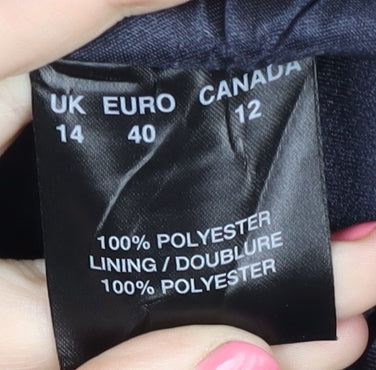 UK EURO CANADA
14 40 12
100% POLYESTER
LINING / DOUBLURE
100% POLYESTER